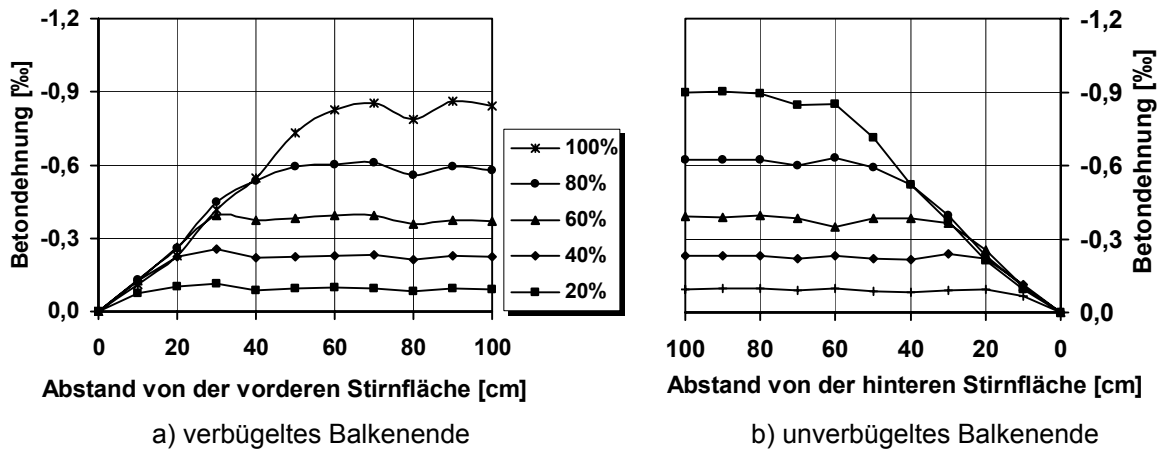 Betondehnung [‰]
-1,2
-0,9
-0,6
-0,3
0,0
0 20 40 60 80 100
Abstand von der vorderen Stirnfläche [cm]
a) verbügeltes Balkenende
100%
80%
60%
40%
20%
-1,2
-0,9
-0,6
-0,3
0,0
Betondehnung [‰]
100 80 60 40 20 0
Abstand von der hinteren Stirnfläche [cm]
b) unverbügeltes Balkenende